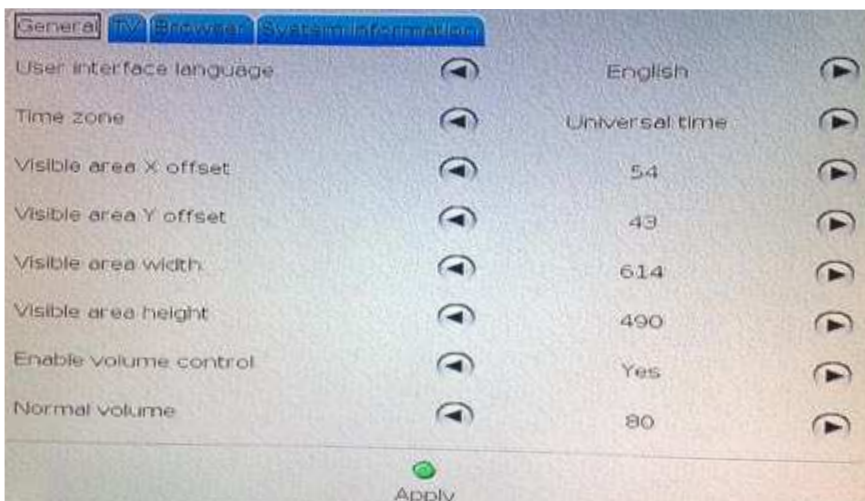 General TV Browser System information
User interface language English
Time zone Universal time
Visible area X offset 54
Visible area Y offset 43
Visible area width 614
Visible area height 490
Enable volume control Yes
Normal volume 80
Apply